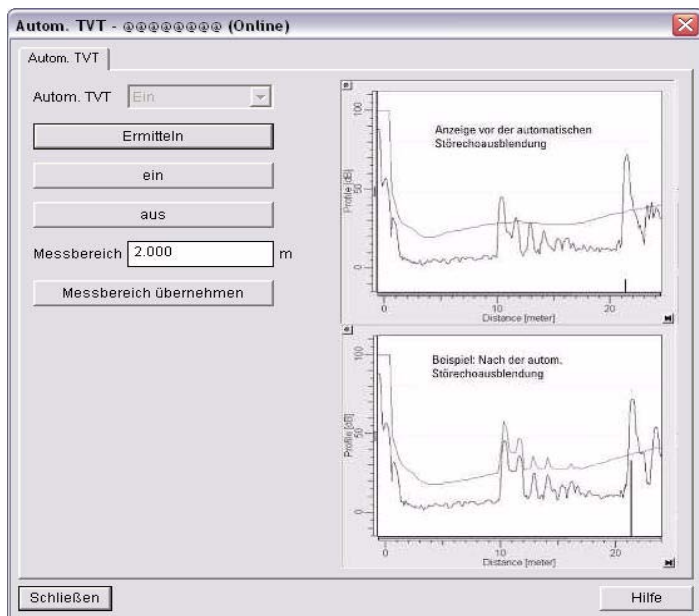 Autom. TVT - @@@@@@@@ (Online)
Autom. TVT
Autom. TVT Ein
Ermitteln
ein
aus
Messbereich 2.000 m
Messbereich übernehmen
Anzeige vor der automatischen
Störechoausblendung
Profile [dB]
100
50
0
0 10 20
Distance [meter]
Beispiel: Nach der autom.
Störechoausblendung
Profile [dB]
100
50
0
0 10 20
Distance [meter]
Schließen
Hilfe